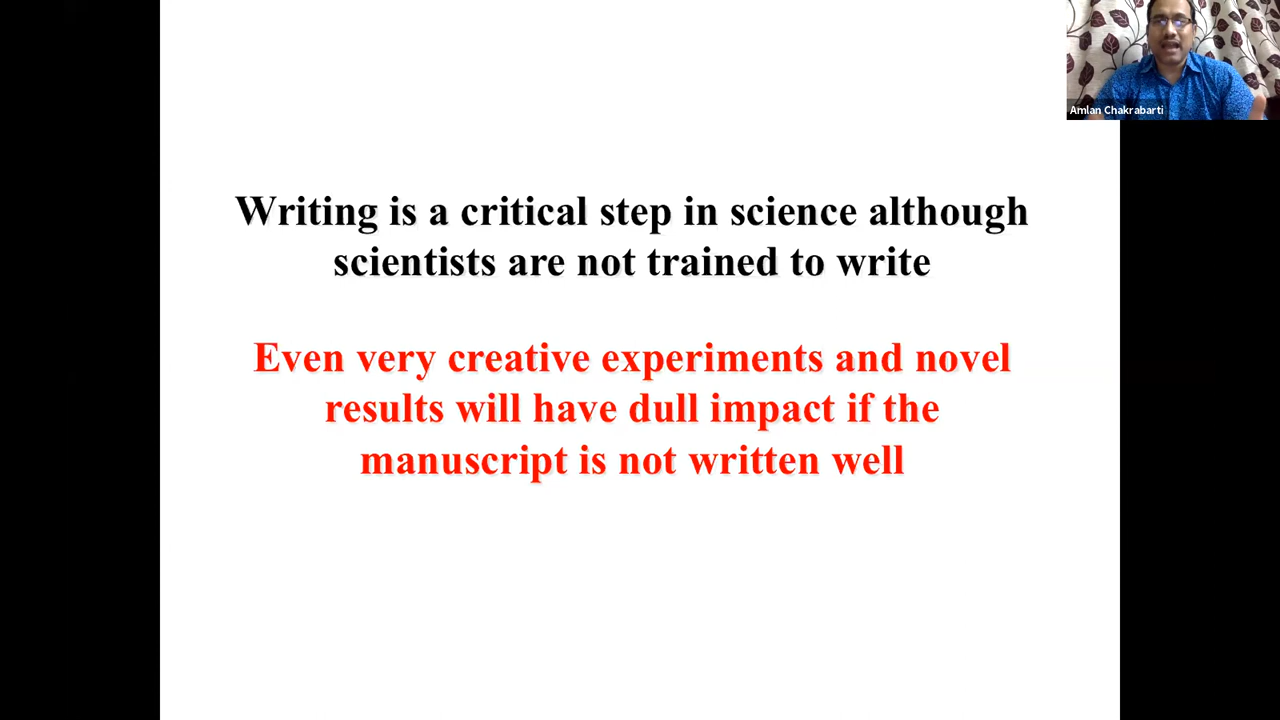 Amlan Chakrabarti
Writing is a critical step in science although
scientists are not trained to write
Even very creative experiments and novel
results will have dull impact if the
manuscript is not written well